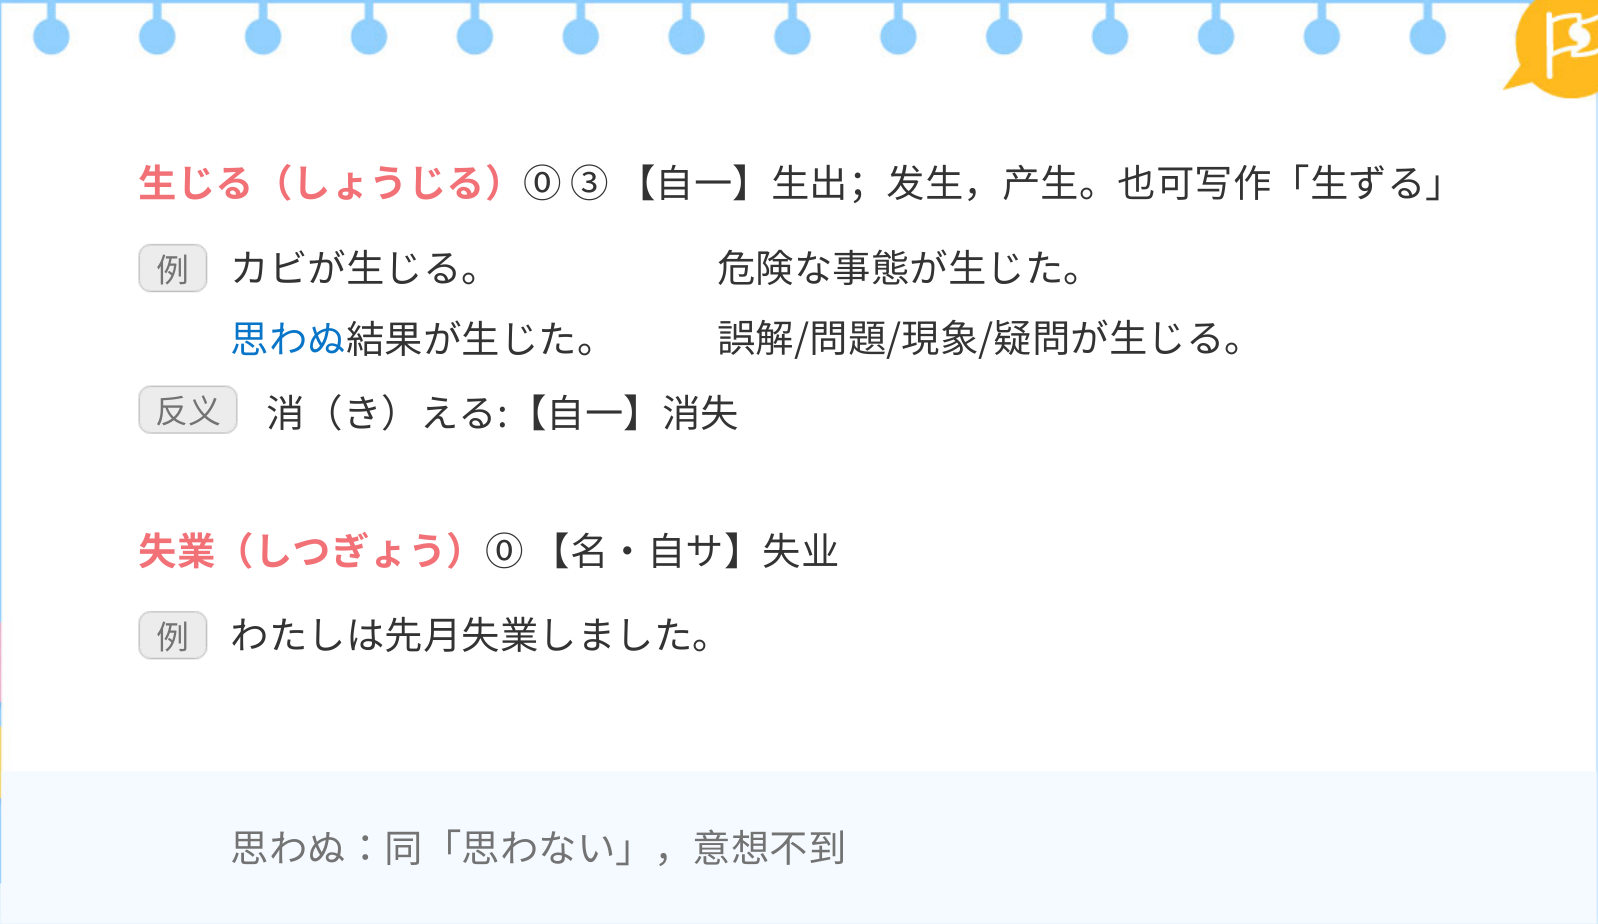 生じる（しょうじる）⓪③【自一】生出；发生，产生。也可写作「生ずる」
例 カビが生じる。 危険な事態が生じた。
思わぬ結果が生じた。 誤解/問題/現象/疑問が生じる。
反义 消（き）える:【自一】消失
失業（しつぎょう）⓪【名・自サ】失业
例 わたしは先月失業しました。
思わぬ：同「思わない」，意想不到